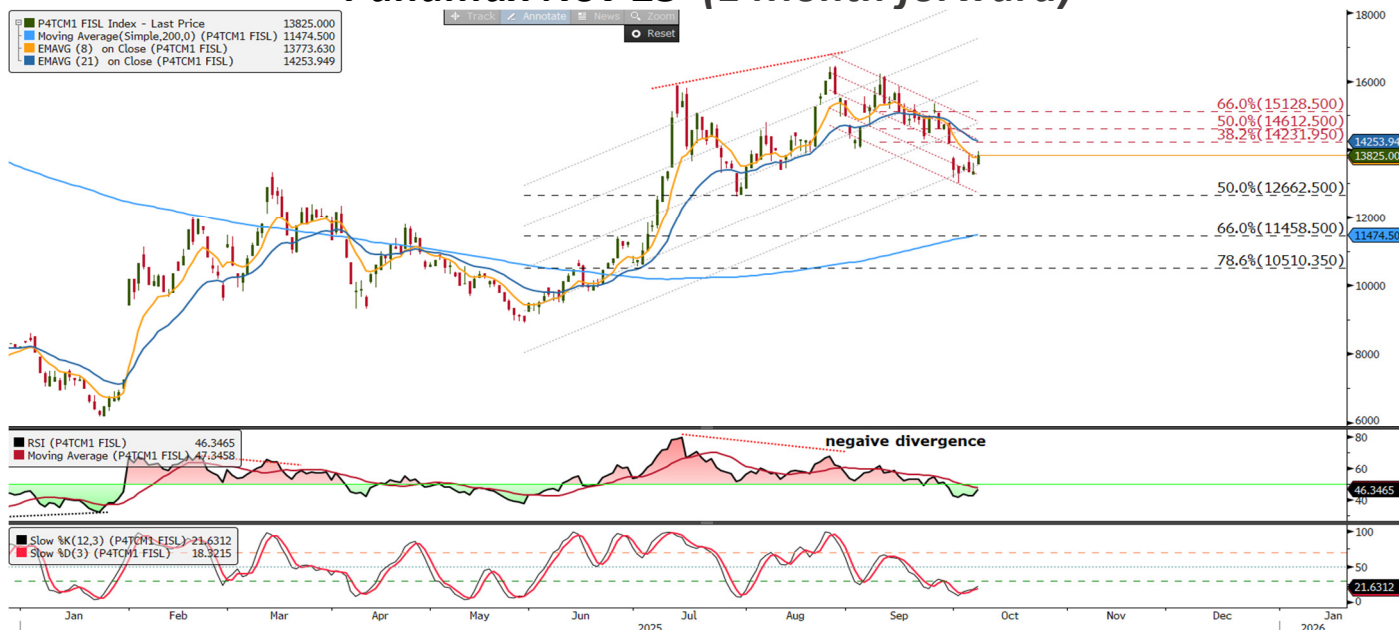 Panamax Nov 25 (1 month forward)
Track Annotate News Zoom
Reset
P4TCM1 FISL Index - Last Price 13825.000
Moving Average(Simple,200,0) (P4TCM1 FISL) 11474.500
EMAVG (8) on Close (P4TCM1 FISL) 13773.630
EMAVG (21) on Close (P4TCM1 FISL) 14253.949
18000
16000
66.0%(15128.500)
50.0%(14612.500)
38.2%(14231.950)
14253.94
13825.00
50.0%(12662.500)
12000
66.0%(11458.500)
11474.50
78.6%(10510.350)
10000
8000
6000
RSI (P4TCM1 FISL) 46.3465
Moving Average (P4TCM1 FISL) 47.3458
negaive divergence
80
60
46.3465
40
Slow %K(12,3) (P4TCM1 FISL) 21.6312
Slow %D(3) (P4TCM1 FISL) 18.3215
100
50
21.6312
0
Jan Feb Mar Apr May Jun Jul Aug Sep Oct Nov Dec Jan
2025 2026